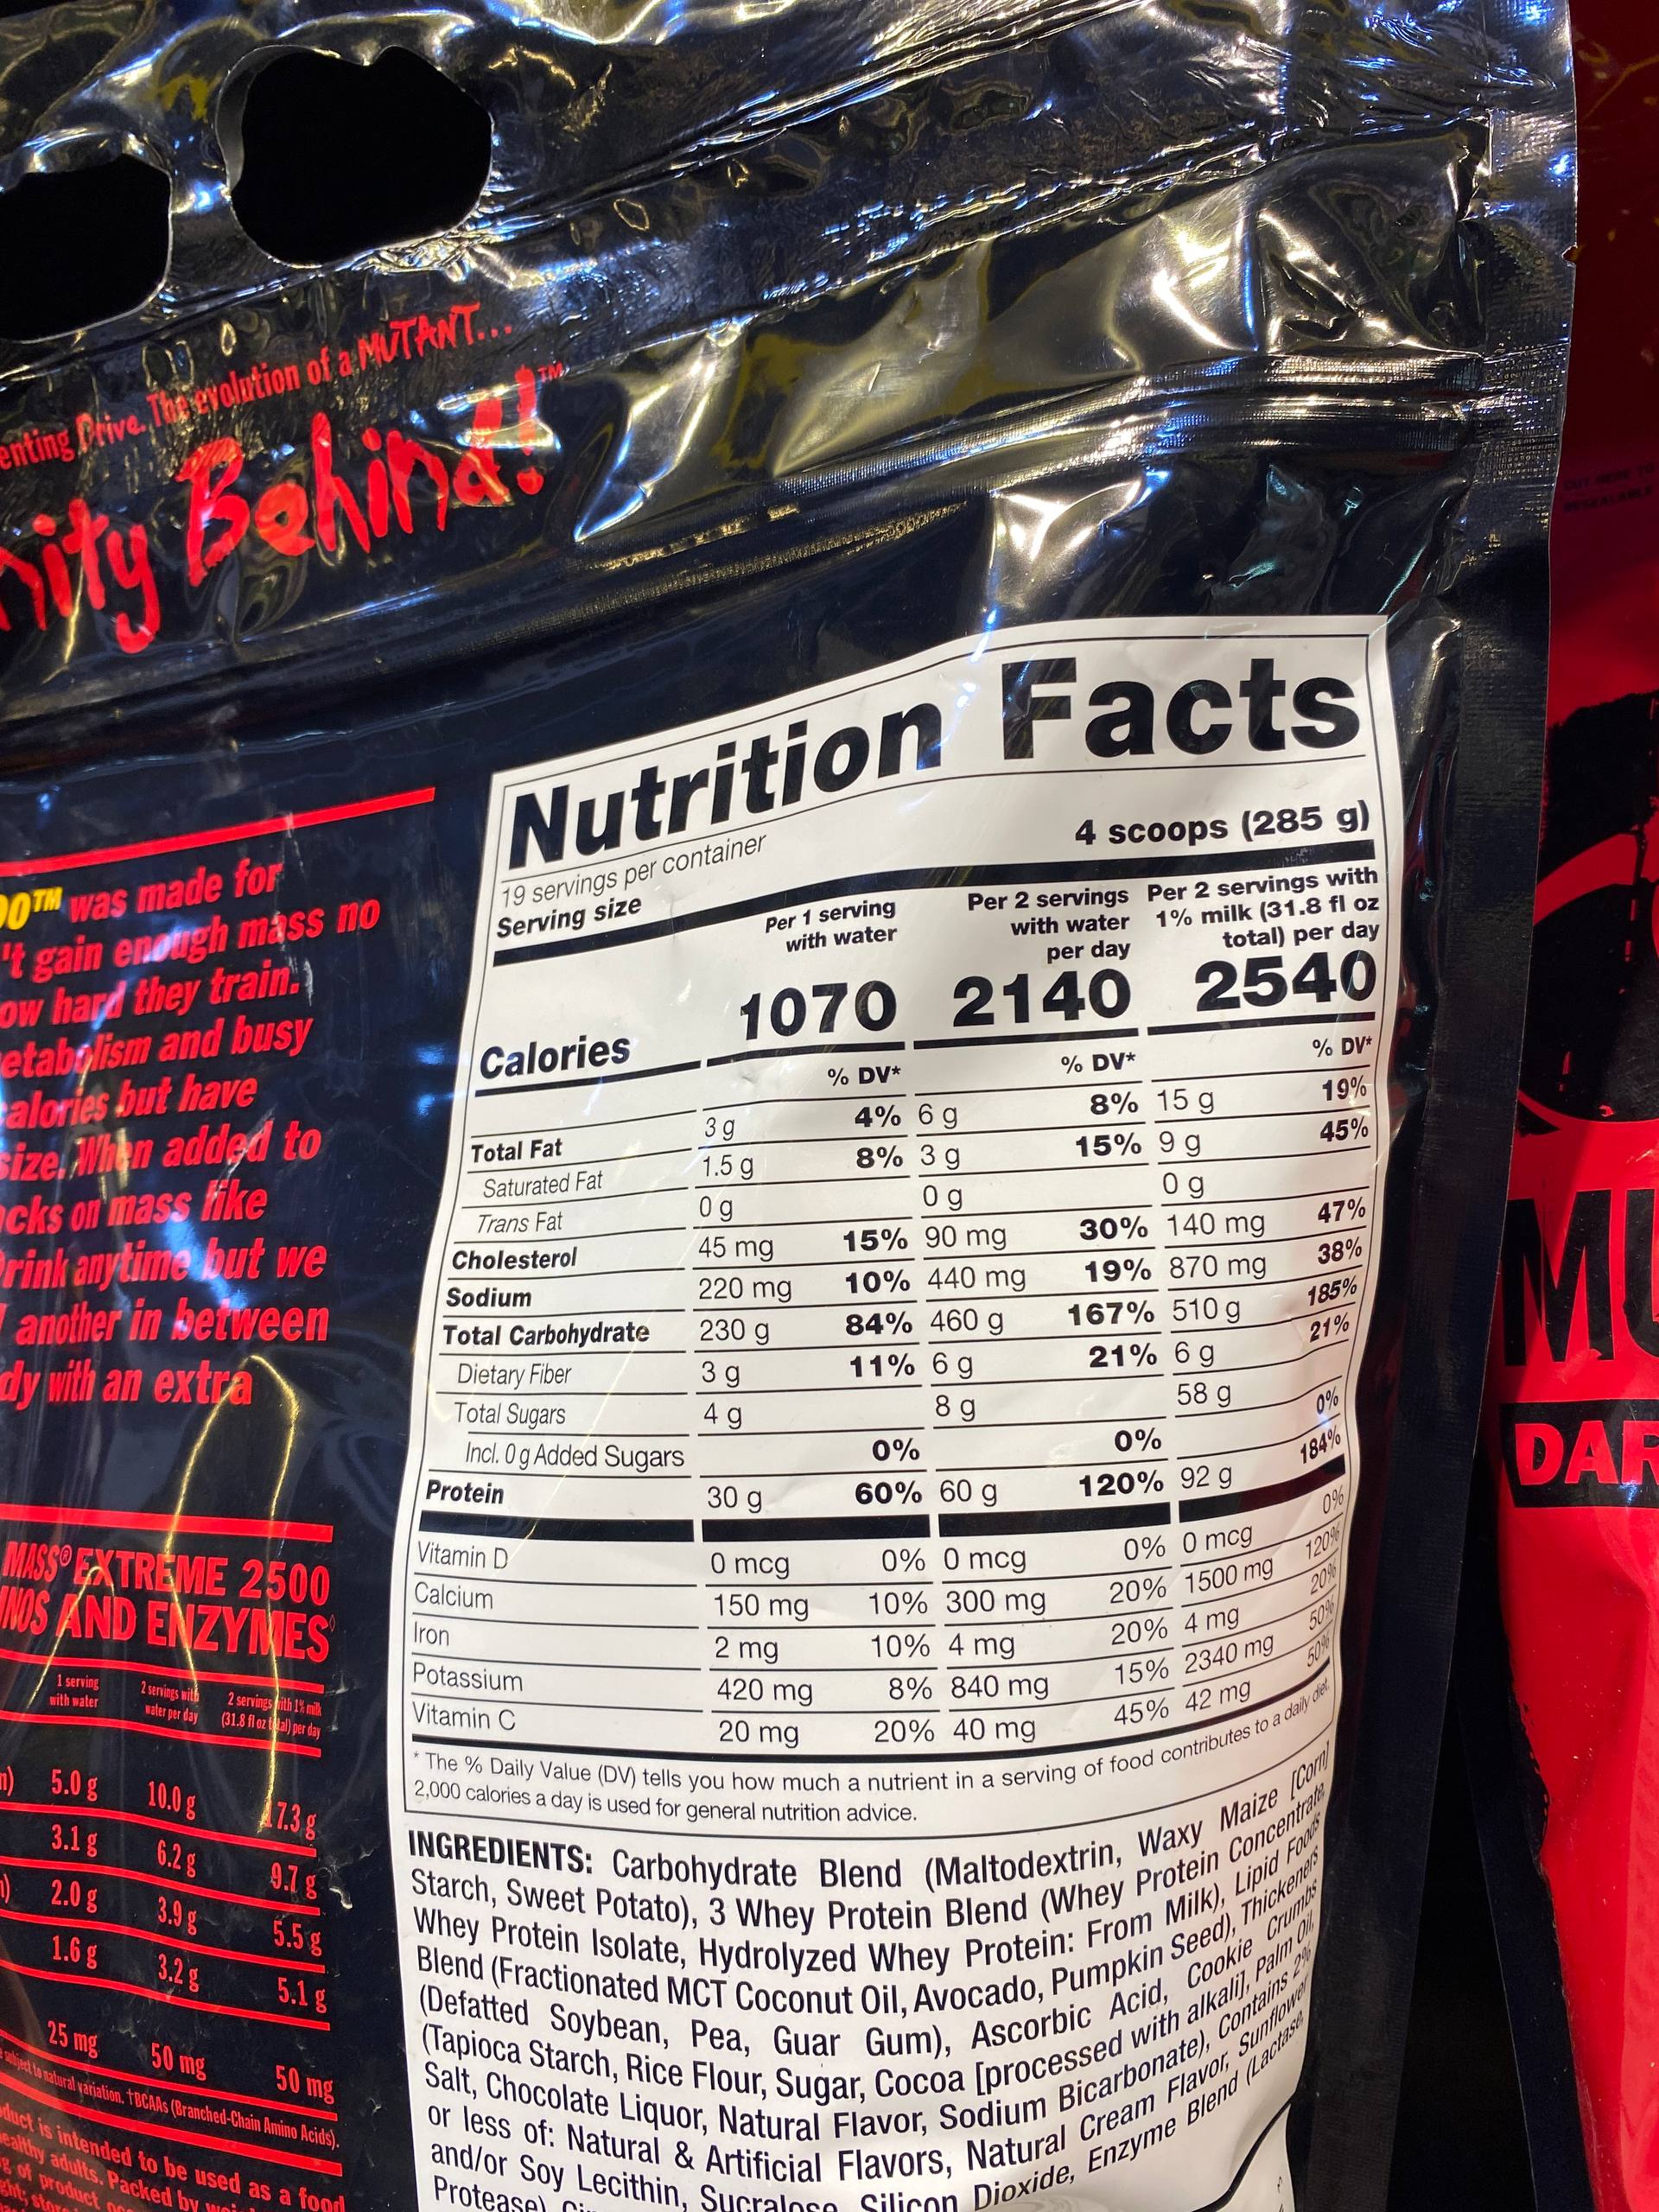 enting Drive. The evolution of a MUTANT...
nity Behind!™
00™ was made for
't gain enough mass no
ow hard they train.
etabolism and busy
calories but have
size. When added to
cks on mass like
Drink anytime but we
another in between
dy with an extra
MASS® EXTREME 2500
INOS AND ENZYMES◊
1 serving with water 2 servings with water per day 2 servings with 1% milk (31.8 fl oz total) per day
5.0 g 10.0 g 17.3 g
3.1 g 6.2 g 9.7 g
2.0 g 3.9 g 5.5 g
1.6 g 3.2 g 5.1 g
25 mg 50 mg 50 mg
subject to natural variation. †BCAAs (Branched-Chain Amino Acids).
duct is intended to be used as a food
healthy adults. Packed by
g of product
Nutrition Facts
19 servings per container
Serving size 4 scoops (285 g)
Per 1 serving with water Per 2 servings with water per day Per 2 servings with 1% milk (31.8 fl oz total) per day
Calories 1070 2140 2540
% DV* % DV* % DV*
Total Fat 3 g 4% 6 g 8% 15 g 19%
Saturated Fat 1.5 g 8% 3 g 15% 9 g 45%
Trans Fat 0 g 0 g 0 g
Cholesterol 45 mg 15% 90 mg 30% 140 mg 47%
Sodium 220 mg 10% 440 mg 19% 870 mg 38%
Total Carbohydrate 230 g 84% 460 g 167% 510 g 185%
Dietary Fiber 3 g 11% 6 g 21% 6 g 21%
Total Sugars 4 g 8 g 58 g
Incl. 0 g Added Sugars 0% 0% 0%
Protein 30 g 60% 60 g 120% 92 g 184%
Vitamin D 0 mcg 0% 0 mcg 0% 0 mcg 0%
Calcium 150 mg 10% 300 mg 20% 1500 mg 120%
Iron 2 mg 10% 4 mg 20% 4 mg 20%
Potassium 420 mg 8% 840 mg 15% 2340 mg 50%
Vitamin C 20 mg 20% 40 mg 45% 42 mg 50%
* The % Daily Value (DV) tells you how much a nutrient in a serving of food contributes to a daily diet.
2,000 calories a day is used for general nutrition advice.
INGREDIENTS: Carbohydrate Blend (Maltodextrin, Waxy Maize [Corn]
Starch, Sweet Potato), 3 Whey Protein Blend (Whey Protein Concentrate,
Whey Protein Isolate, Hydrolyzed Whey Protein: From Milk), Lipid Foods
Blend (Fractionated MCT Coconut Oil, Avocado, Pumpkin Seed), Thickeners
(Defatted Soybean, Pea, Guar Gum), Ascorbic Acid, Cookie Crumbs
(Tapioca Starch, Rice Flour, Sugar, Cocoa [processed with alkali], Palm Oil,
Salt, Chocolate Liquor, Natural Flavor, Sodium Bicarbonate), Contains 2%
or less of: Natural & Artificial Flavors, Natural Cream Flavor, Sunflower
and/or Soy Lecithin, Sucralose, Silicon Dioxide, Enzyme Blend (Lactase,
Protease)
MU
DAR